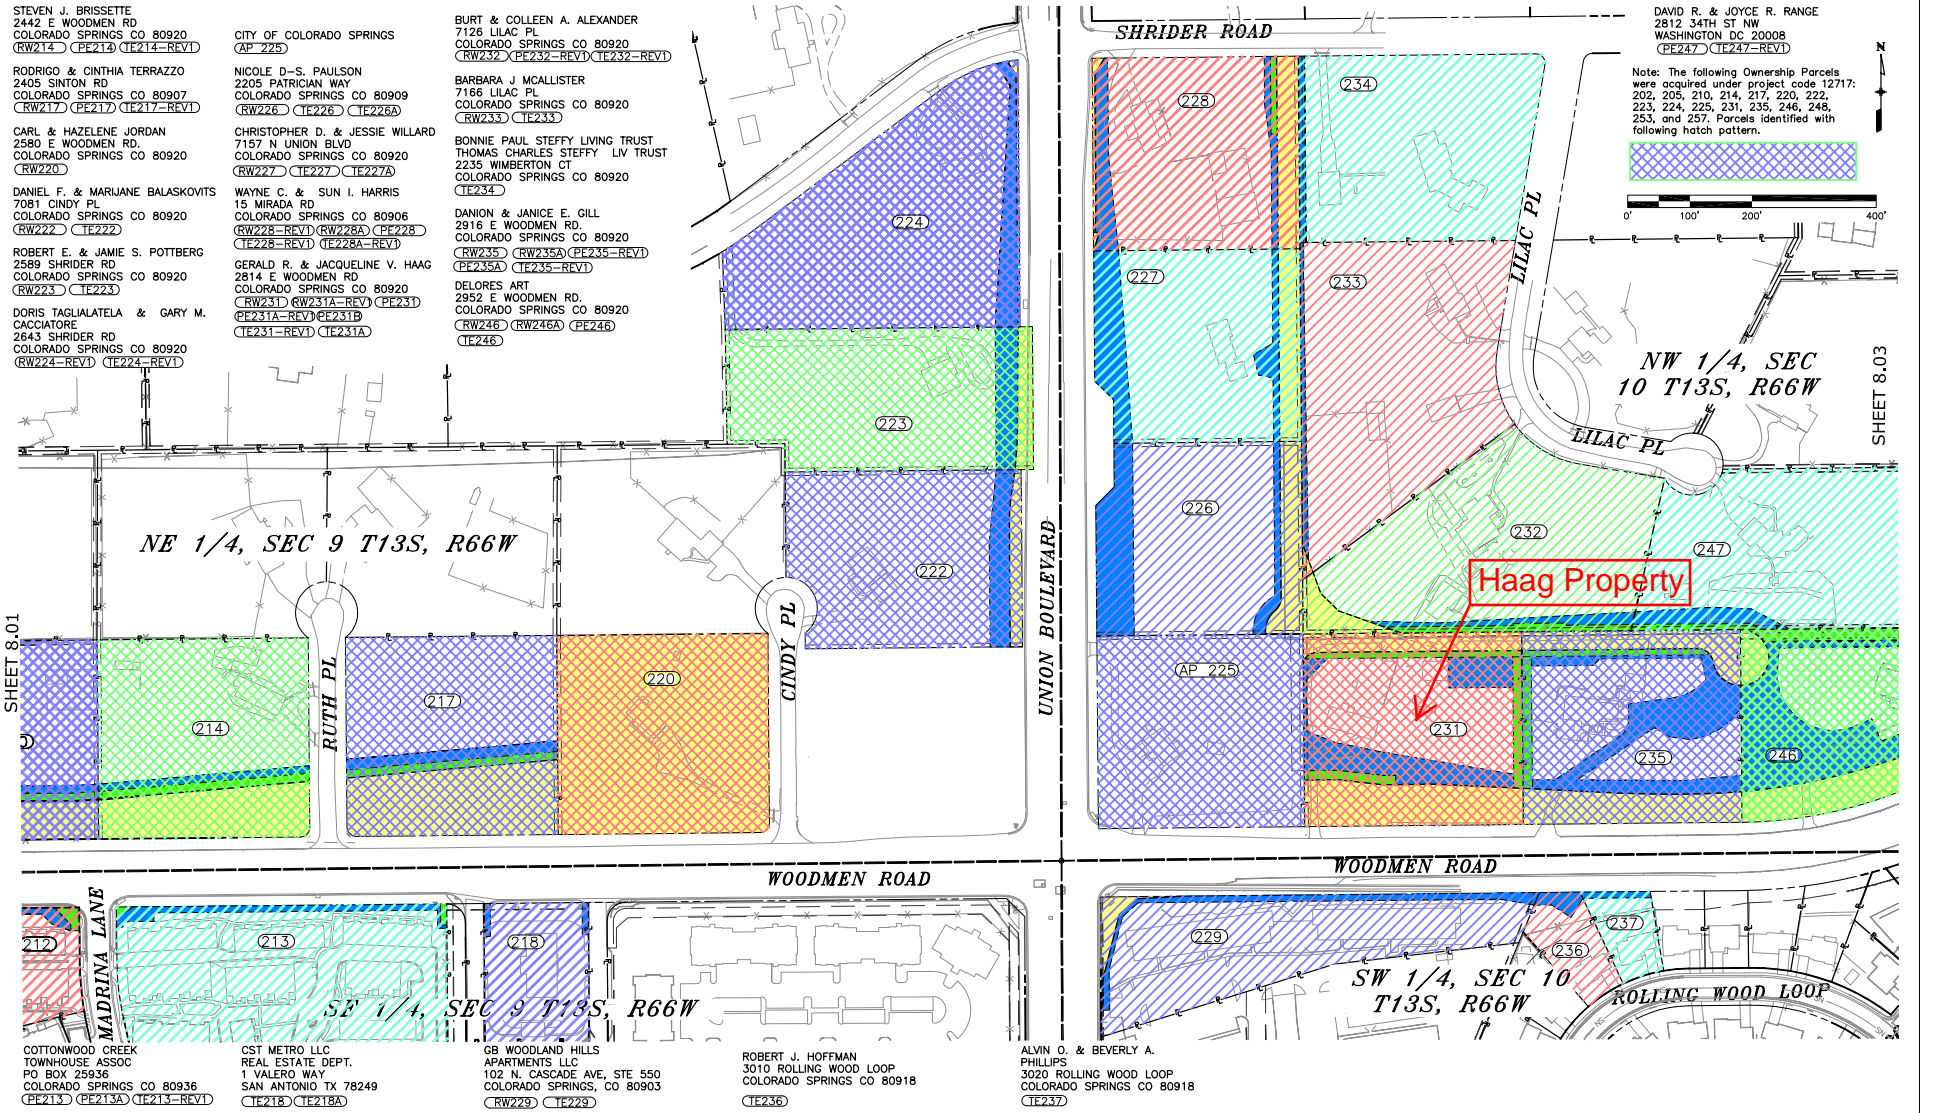 STEVEN J. BRISSETTE
2442 E WOODMEN RD
COLORADO SPRINGS CO 80920
RW214 PE214 TE214-REV1
RODRIGO & CINTHIA TERRAZZO
2405 SINTON RD
COLORADO SPRINGS CO 80907
RW217 PE217 TE217-REV1
CARL & HAZELENE JORDAN
2580 E WOODMEN RD.
COLORADO SPRINGS CO 80920
RW220
DANIEL F. & MARIJANE BALASKOVITS
7081 CINDY PL
COLORADO SPRINGS CO 80920
RW222 TE222
ROBERT E. & JAMIE S. POTTBERG
2589 SHRIDER RD
COLORADO SPRINGS CO 80920
RW223 TE223
DORIS TAGLIALATELA & GARY M.
CACCIATORE
2643 SHRIDER RD
COLORADO SPRINGS CO 80920
RW224-REV1 TE224-REV1
CITY OF COLORADO SPRINGS
AP 225
NICOLE D-S. PAULSON
2205 PATRICIAN WAY
COLORADO SPRINGS CO 80909
RW226 TE226 TE226A
CHRISTOPHER D. & JESSIE WILLARD
7157 N UNION BLVD
COLORADO SPRINGS CO 80920
RW227 TE227 TE227A
WAYNE C. & SUN I. HARRIS
15 MIRADA RD
COLORADO SPRINGS CO 80906
RW228-REV1 RW228A PE228
TE228-REV1 TE228A-REV1
GERALD R. & JACQUELINE V. HAAG
2814 E WOODMEN RD
COLORADO SPRINGS CO 80920
RW231 RW231A-REV1 PE231
PE231A-REV1 PE231B
TE231-REV1 TE231A
BURT & COLLEEN A. ALEXANDER
7126 LILAC PL
COLORADO SPRINGS CO 80920
RW232 PE232-REV1 TE232-REV1
BARBARA J MCALLISTER
7166 LILAC PL
COLORADO SPRINGS CO 80920
RW233 TE233
BONNIE PAUL STEFFY LIVING TRUST
THOMAS CHARLES STEFFY LIV TRUST
2235 WIMBERTON CT
COLORADO SPRINGS CO 80920
TE234
DANION & JANICE E. GILL
2916 E WOODMEN RD.
COLORADO SPRINGS CO 80920
RW235 RW235A PE235-REV1
PE235A TE235-REV1
DELORES ART
2952 E WOODMEN RD.
COLORADO SPRINGS CO 80920
RW246 RW246A PE246
TE246
DAVID R. & JOYCE R. RANGE
2812 34TH ST NW
WASHINGTON DC 20008
PE247 TE247-REV1
N
Note: The following Ownership Parcels
were acquired under project code 12717:
202, 205, 210, 214, 217, 220, 222,
223, 224, 225, 231, 235, 246, 248,
253, and 257. Parcels identified with
following hatch pattern.
0' 100' 200' 400'
SHRIDER ROAD
228
234
224
227
233
LILAC PL
223
NW 1/4, SEC
10 T13S, R66W
SHEET 8.03
LILAC PL
226
232
247
NE 1/4, SEC 9 T13S, R66W
222
Haag Property
UNION BOULEVARD
SHEET 8.01
RUTH PL
CINDY PL
214
217
220
AP 225
231
235
246
WOODMEN ROAD
WOODMEN ROAD
MADRINA LANE
212
213
218
229
236
237
SE 1/4, SEC 9 T13S, R66W
SW 1/4, SEC 10
T13S, R66W
ROLLING WOOD LOOP
COTTONWOOD CREEK
TOWNHOUSE ASSOC
PO BOX 25936
COLORADO SPRINGS CO 80936
PE213 PE213A TE213-REV1
CST METRO LLC
REAL ESTATE DEPT.
1 VALERO WAY
SAN ANTONIO TX 78249
TE218 TE218A
GB WOODLAND HILLS
APARTMENTS LLC
102 N. CASCADE AVE, STE 550
COLORADO SPRINGS, CO 80903
RW229 TE229
ROBERT J. HOFFMAN
3010 ROLLING WOOD LOOP
COLORADO SPRINGS CO 80918
TE236
ALVIN O. & BEVERLY A.
PHILLIPS
3020 ROLLING WOOD LOOP
COLORADO SPRINGS CO 80918
TE237